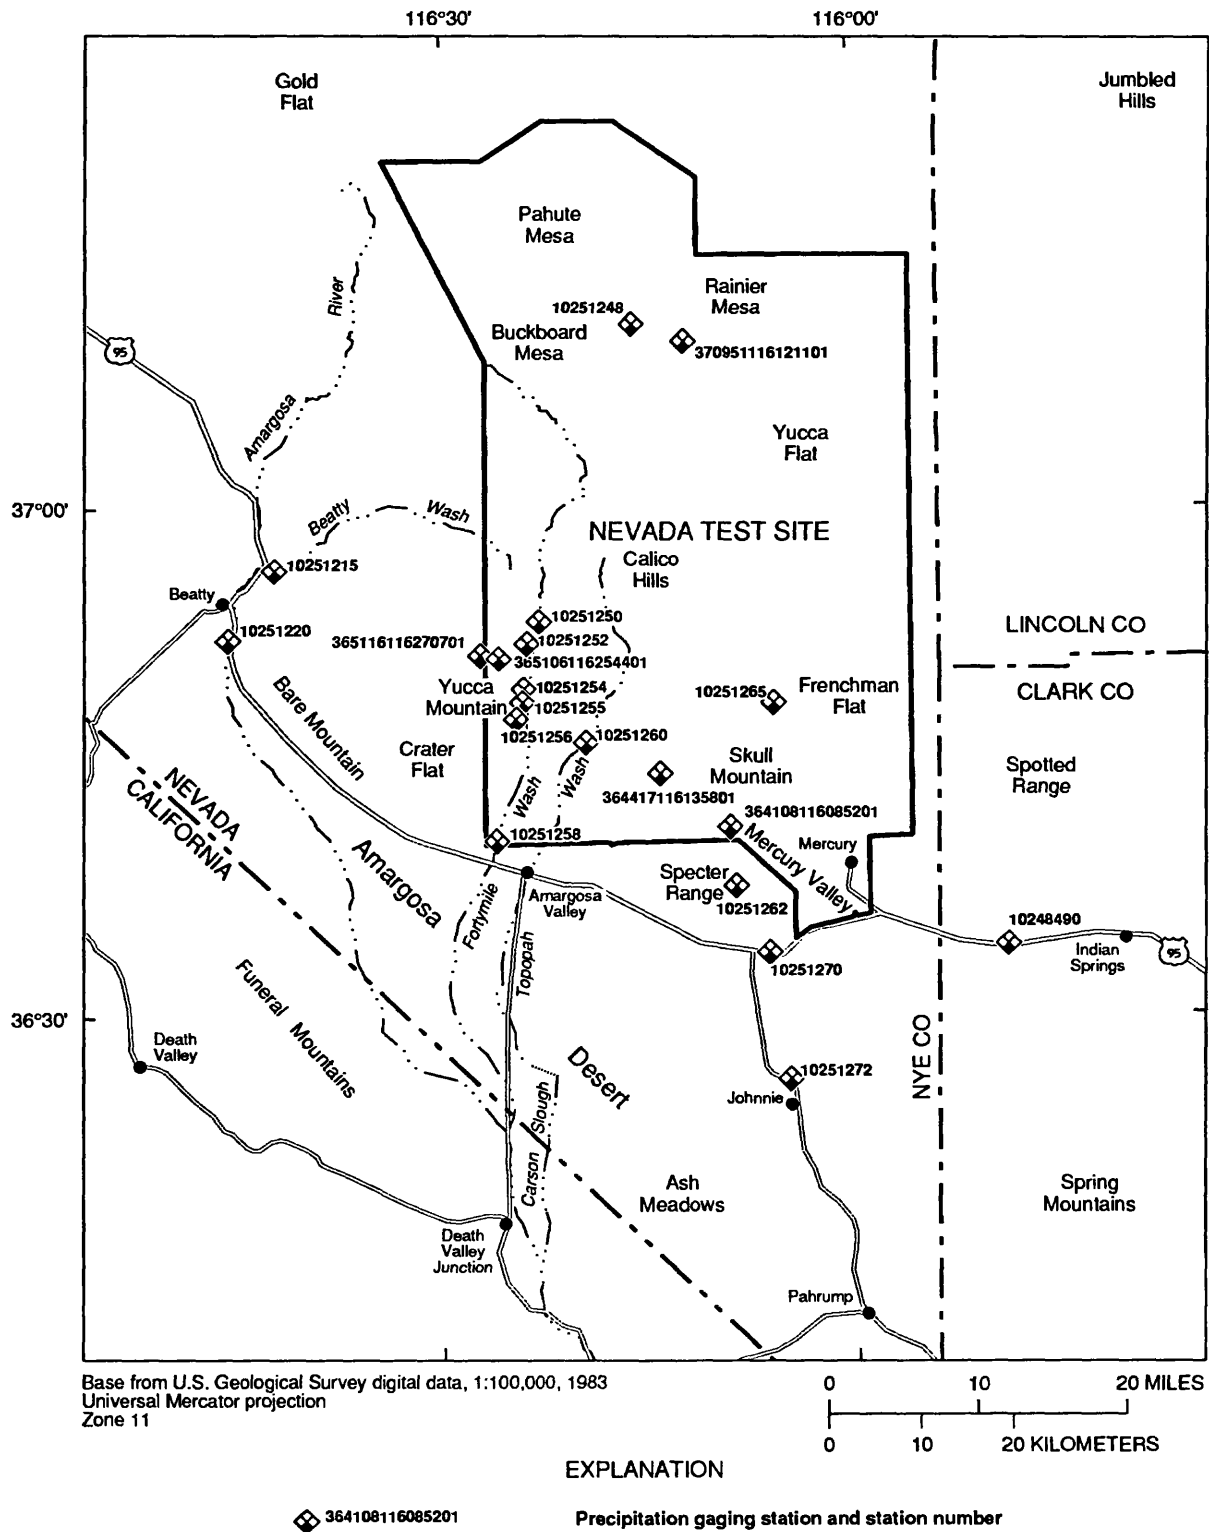 116°30'
116°00'
Gold
Flat
Jumbled
Hills
Pahute
Mesa
River
Rainier
Mesa
10251248
Buckboard
Mesa
370951116121101
95
Amargosa
Yucca
Flat
37°00'
Beatty
Wash
NEVADA TEST SITE
Calico
Hills
10251215
Beatty
10251250
10251220
10251252
365116116270701
365106116254401
LINCOLN CO
CLARK CO
10251254
Yucca
Mountain
10251255
10251256
10251260
10251265
Frenchman
Flat
Bare Mountain
Crater
Flat
Skull
Mountain
Spotted
Range
NEVADA
CALIFORNIA
Wash
Wash
364417116135801
364108116085201
10251258
Mercury
Mercury Valley
Amargosa
Specter
Range
10251262
Amargosa
Valley
Fortymile
Topopah
10248490
Indian
Springs
95
10251270
36°30'
Funeral Mountains
Death
Valley
Desert
NYE CO
10251272
Johnnie
Slough
Carson
Ash
Meadows
Spring
Mountains
Death
Valley
Junction
Pahrump
Base from U.S. Geological Survey digital data, 1:100,000, 1983
Universal Mercator projection
Zone 11
0 10 20 MILES
0 10 20 KILOMETERS
EXPLANATION
364108116085201 Precipitation gaging station and station number